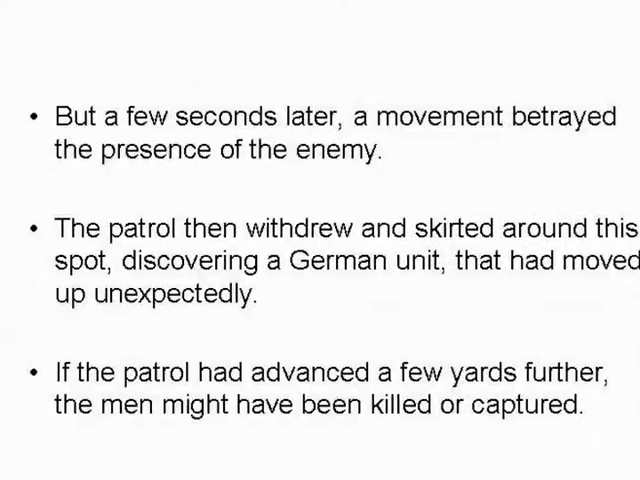 • But a few seconds later, a movement betrayed
the presence of the enemy.
• The patrol then withdrew and skirted around this
spot, discovering a German unit, that had moved
up unexpectedly.
• If the patrol had advanced a few yards further,
the men might have been killed or captured.